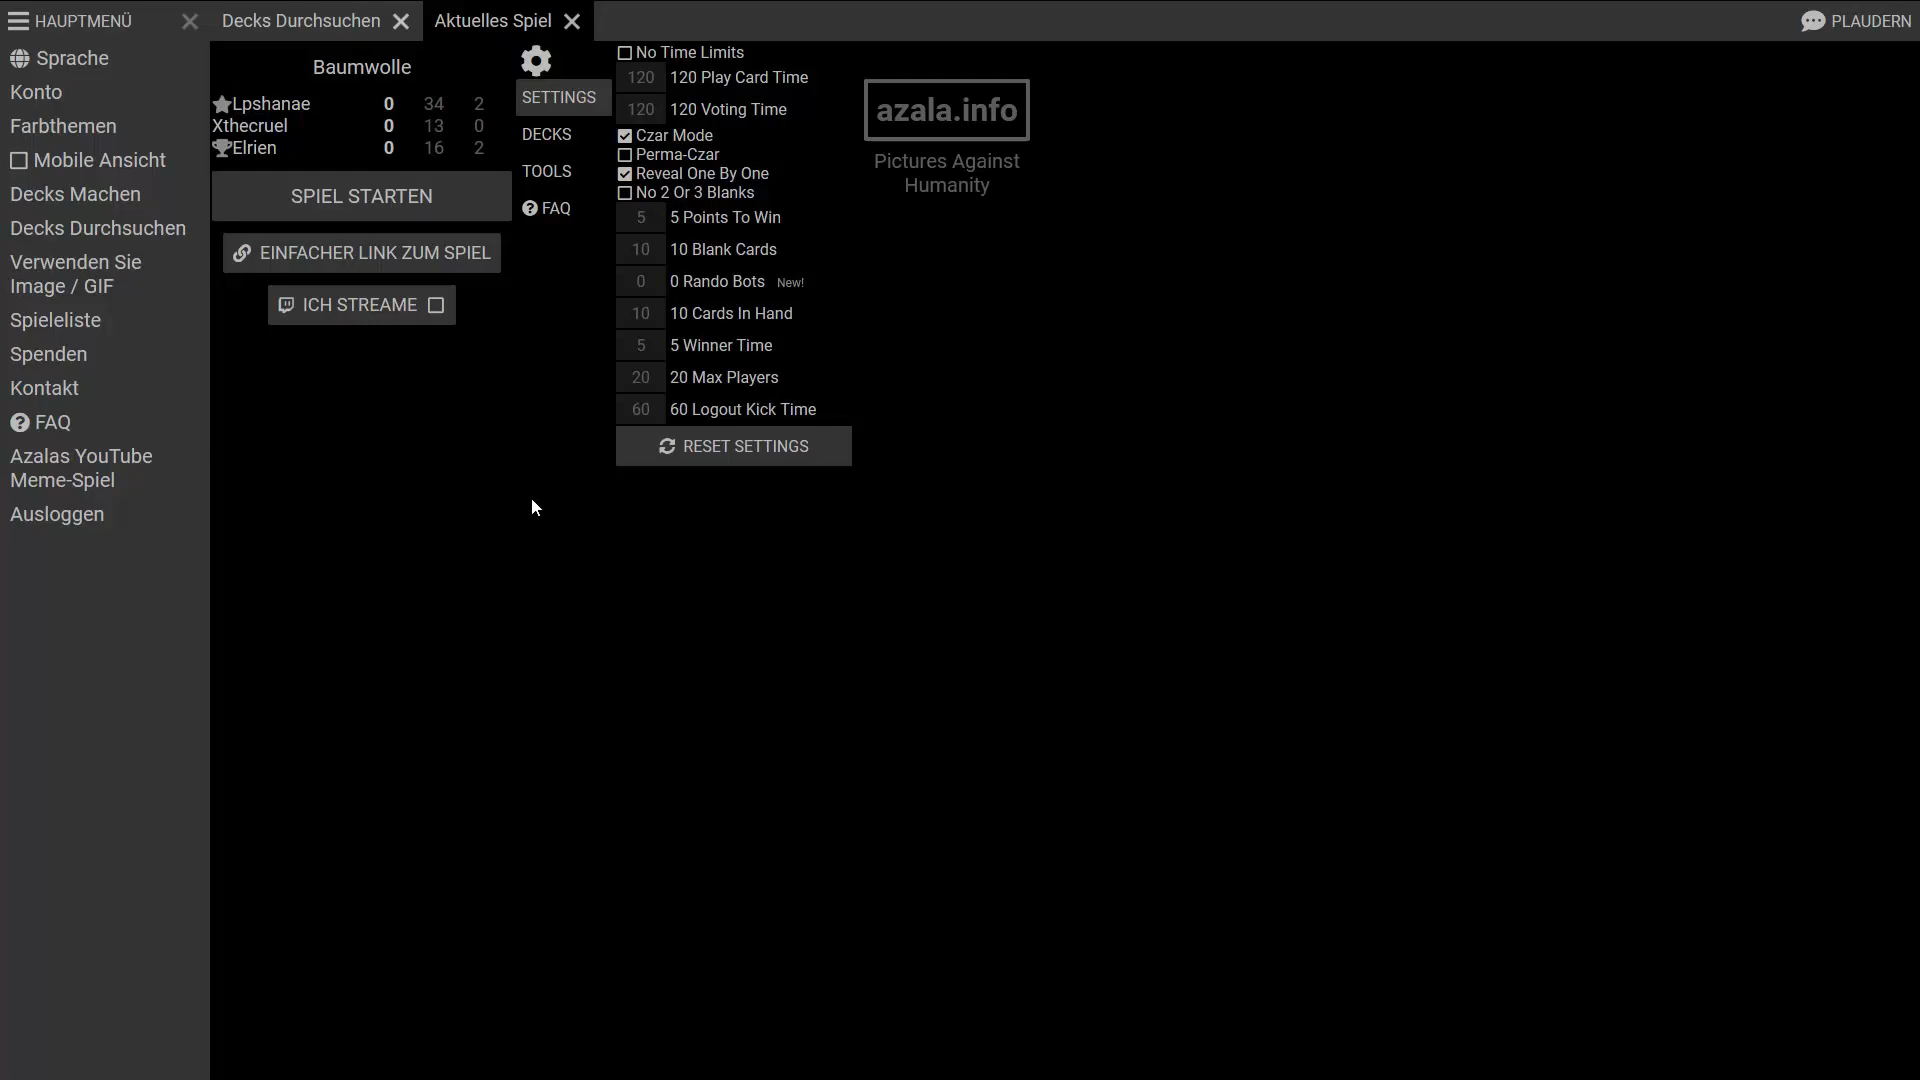 HAUPTMENÜ
Decks Durchsuchen
Aktuelles Spiel
PLAUDERN
Sprache
Konto
Farbthemen
Mobile Ansicht
Decks Machen
Decks Durchsuchen
Verwenden Sie
Image / GIF
Spieleliste
Spenden
Kontakt
FAQ
Azalas YouTube
Meme-Spiel
Ausloggen
Baumwolle
Lpshanae 0 34 2
Xthecruel 0 13 0
Elrien 0 16 2
SPIEL STARTEN
EINFACHER LINK ZUM SPIEL
ICH STREAME
SETTINGS
DECKS
TOOLS
FAQ
No Time Limits
120 120 Play Card Time
120 120 Voting Time
Czar Mode
Perma-Czar
Reveal One By One
No 2 Or 3 Blanks
5 5 Points To Win
10 10 Blank Cards
0 0 Rando Bots New!
10 10 Cards In Hand
5 5 Winner Time
20 20 Max Players
60 60 Logout Kick Time
RESET SETTINGS
azala.info
Pictures Against
Humanity